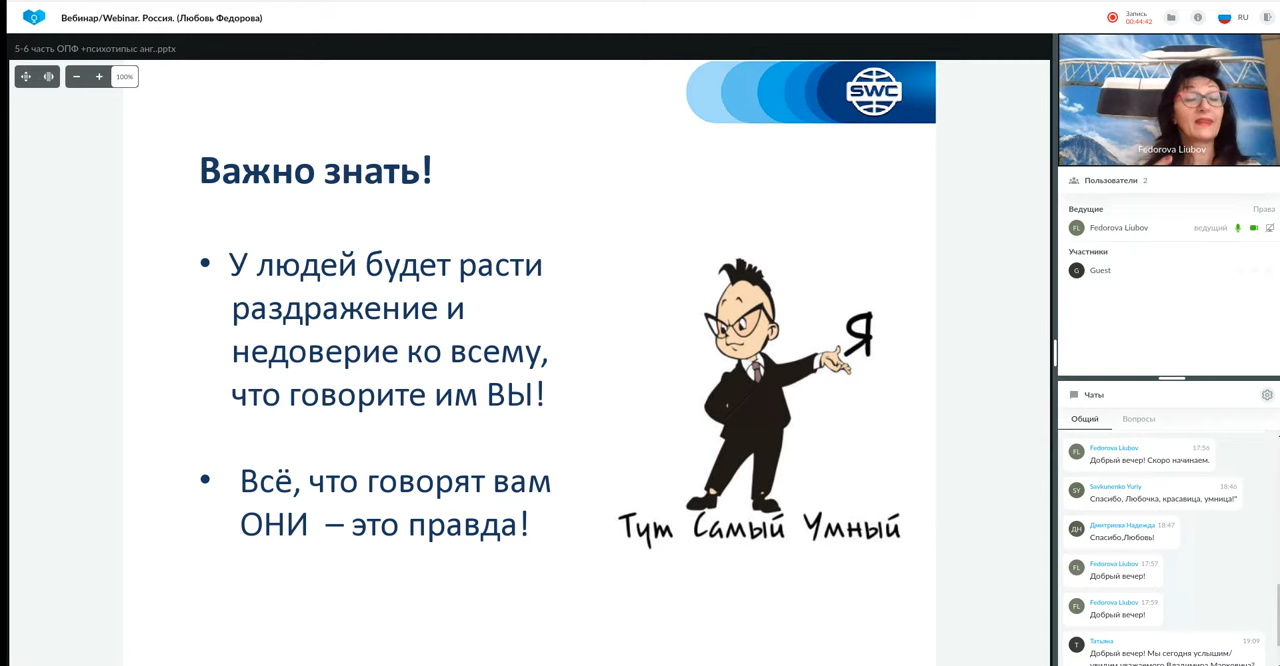 Вебинар/Webinar. Россия. (Любовь Федорова)
Запись
00:44:42
RU
5-6 часть ОПФ +психотипыс анг..pptx
100%
SWC
Важно знать!
• У людей будет расти
раздражение и
недоверие ко всему,
что говорите им ВЫ!
• Всё, что говорят вам
ОНИ – это правда!
Я
Тут Самый Умный
Fedorova Liubov
Пользователи 2
Ведущие Права
FL Fedorova Liubov ведущий
Участники
G Guest
Чаты
Общий Вопросы
FL Fedorova Liubov 17:56
Добрый вечер! Скоро начинаем.
SY Savkunenko Yuriy 18:46
Спасибо, Любочка, красавица, умница!"
ДН Дмитриева Надежда 18:47
Спасибо,Любовь!
FL Fedorova Liubov 17:57
Добрый вечер!
FL Fedorova Liubov 17:59
Добрый вечер!
Т Татьяна 19:09
Добрый вечер! Мы сегодня услышим/
увидим уважаемого Владимира Марковича?